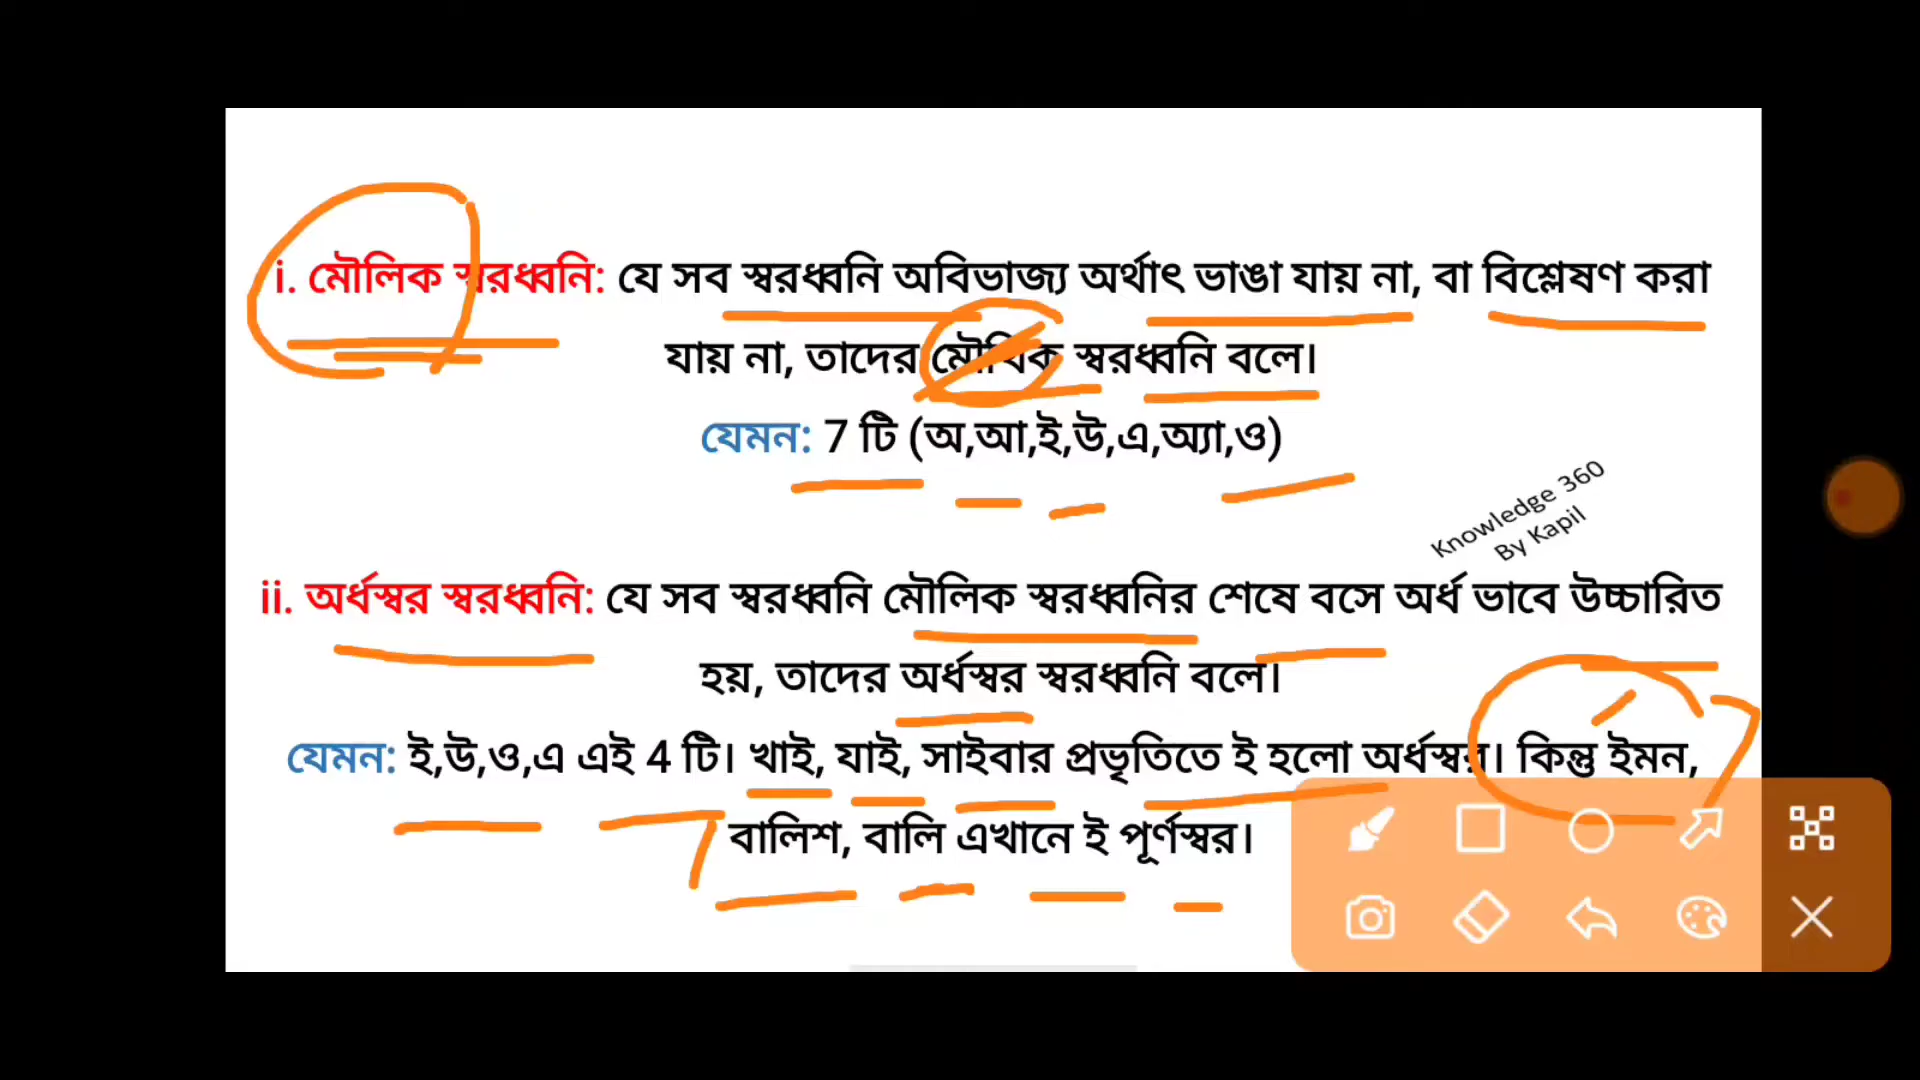 i. মৌলিক স্বরধ্বনি: যে সব স্বরধ্বনি অবিভাজ্য অর্থাৎ ভাঙা যায় না, বা বিশ্লেষণ করা
যায় না, তাদের স্বরধ্বনি বলে।
যেমন: 7 টি (অ,আ,ই,উ,এ,অ্যা,ও)
Knowledge 360
By Kapil
ii. অর্ধস্বর স্বরধ্বনি: যে সব স্বরধ্বনি মৌলিক স্বরধ্বনির শেষে বসে অর্ধ ভাবে উচ্চারিত
হয়, তাদের অর্ধস্বর স্বরধ্বনি বলে।
যেমন: ই,উ,ও,এ এই 4 টি। খাই, যাই, সাইবার প্রভৃতিতে ই হলো অর্ধস্বর। কিন্তু ইমন,
বালিশ, বালি এখানে ই পূর্ণস্বর।